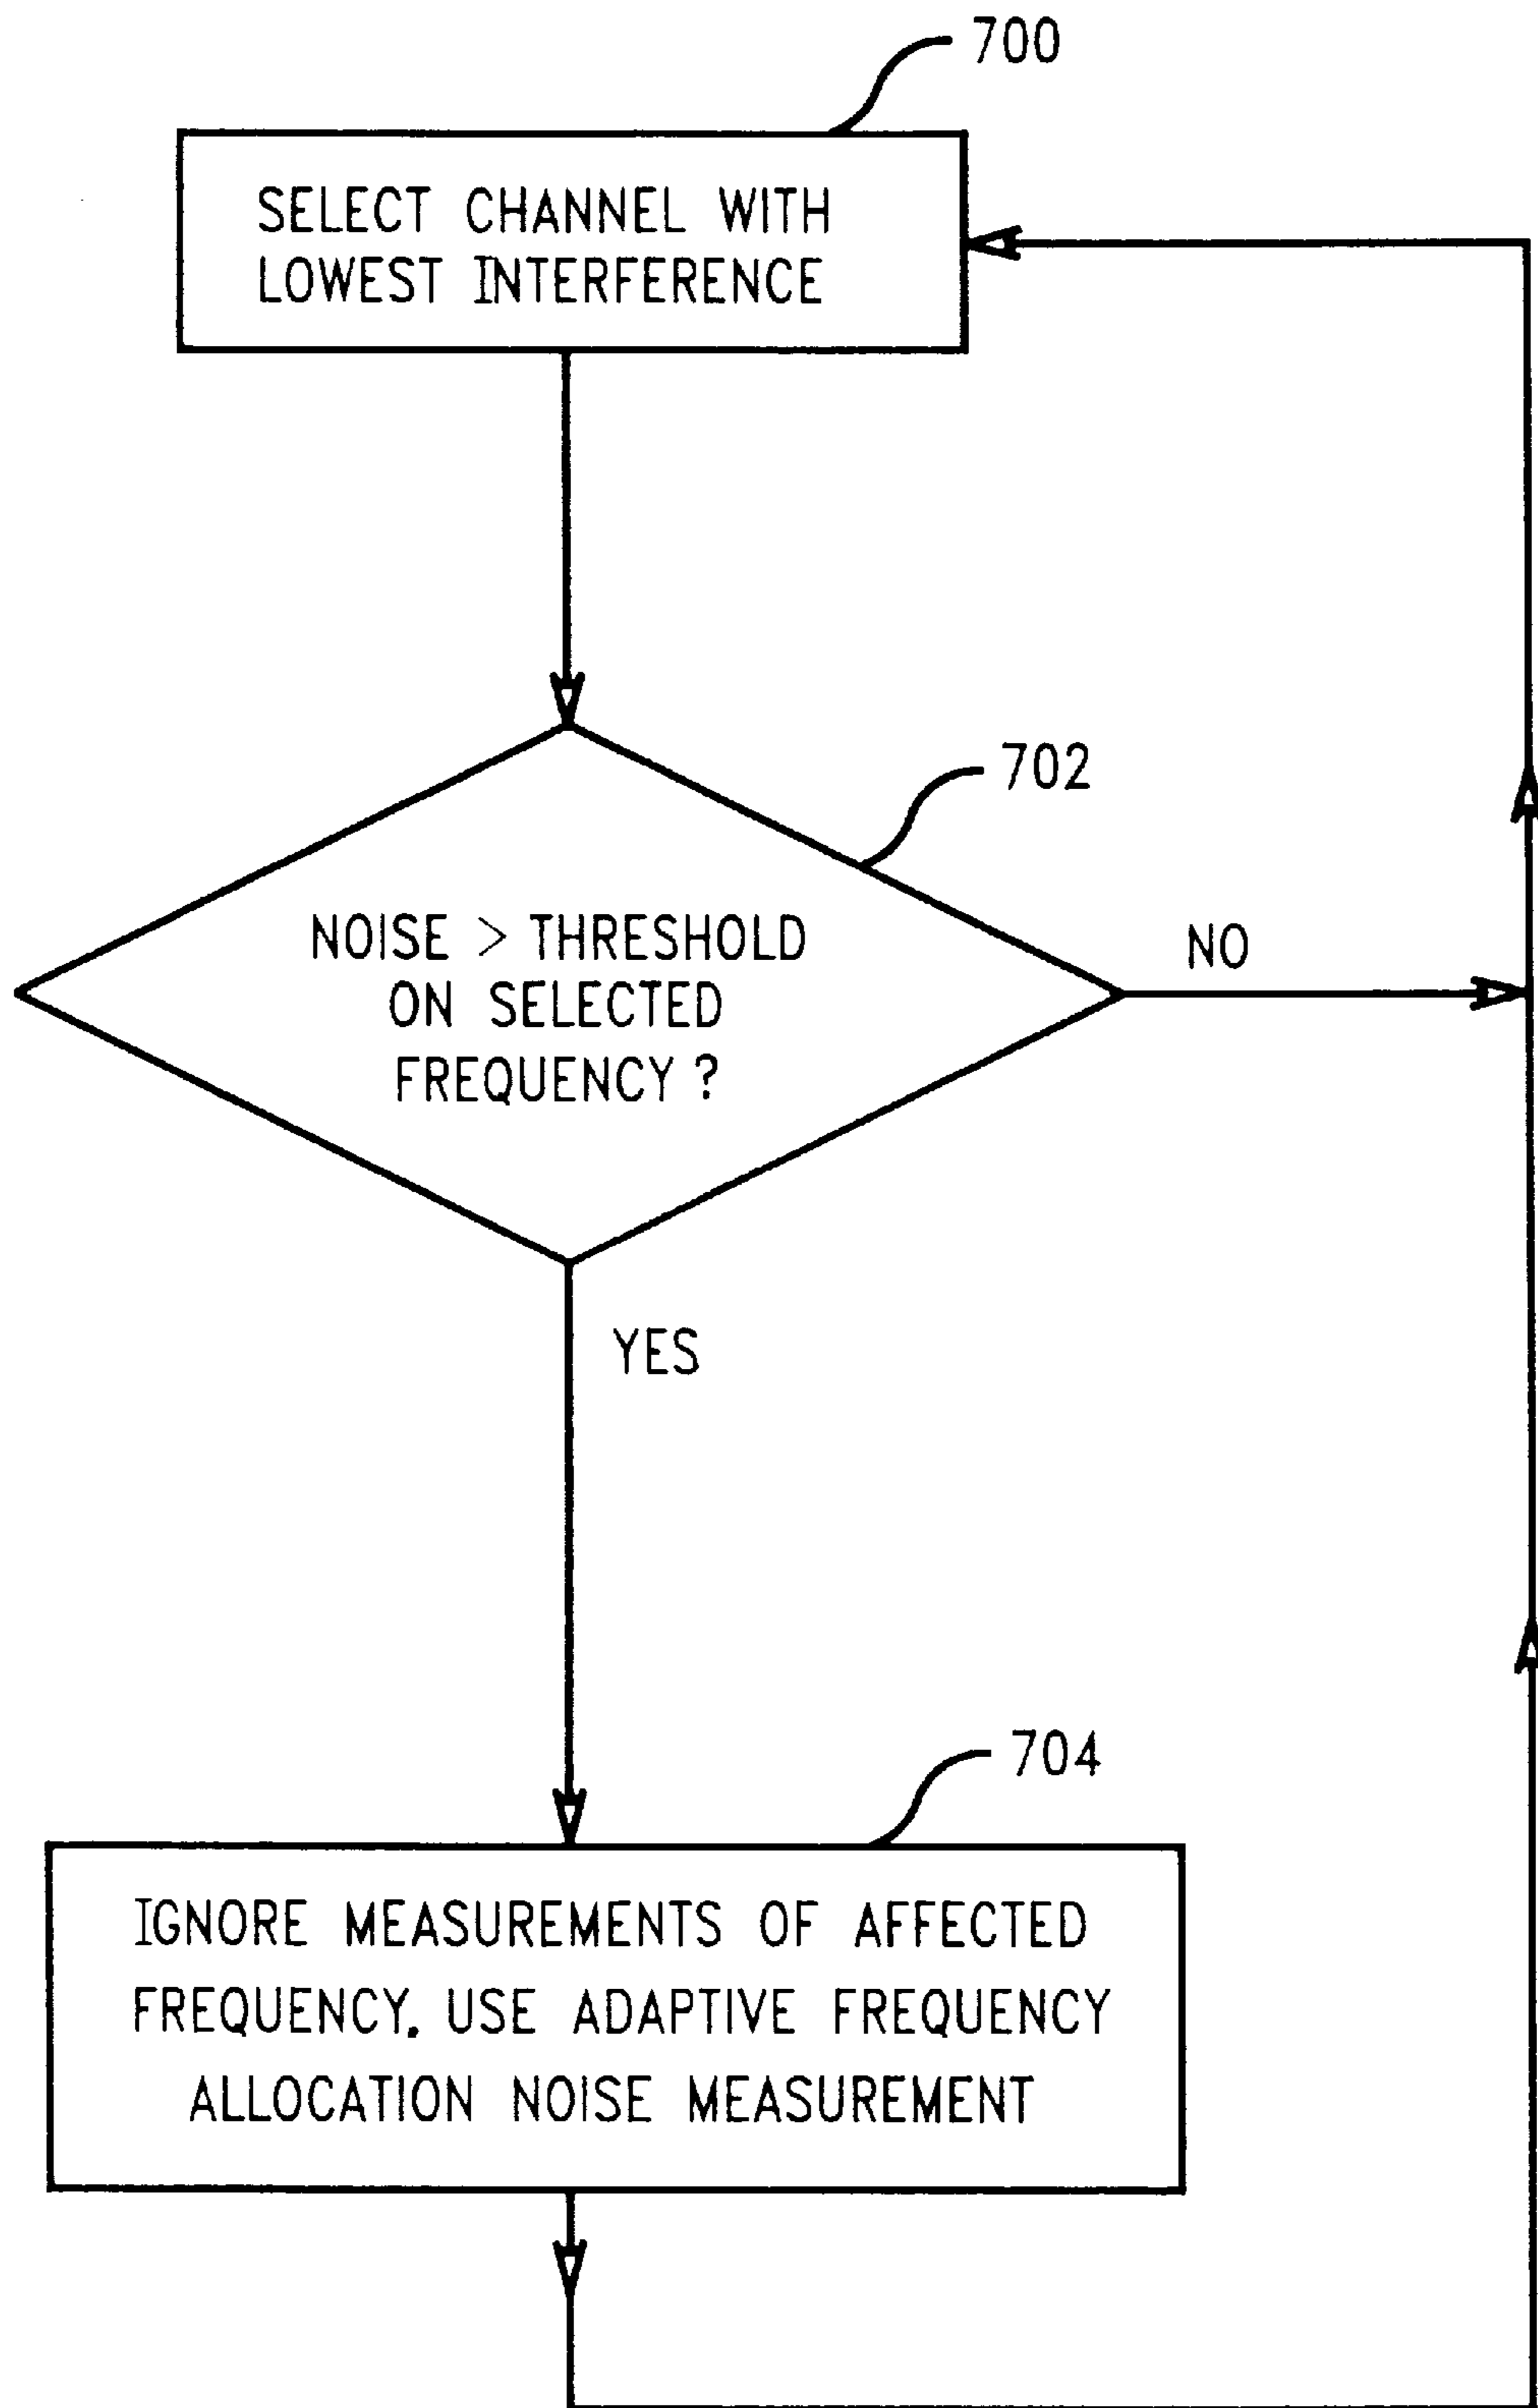 700
SELECT CHANNEL WITH
LOWEST INTERFERENCE
702
NOISE > THRESHOLD
ON SELECTED
FREQUENCY ?
NO
YES
704
IGNORE MEASUREMENTS OF AFFECTED
FREQUENCY. USE ADAPTIVE FREQUENCY
ALLOCATION NOISE MEASUREMENT